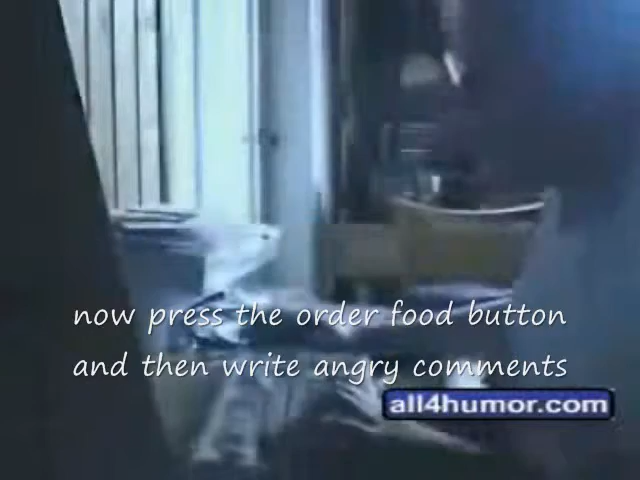 now press the order food button
and then write angry comments
all4humor.com